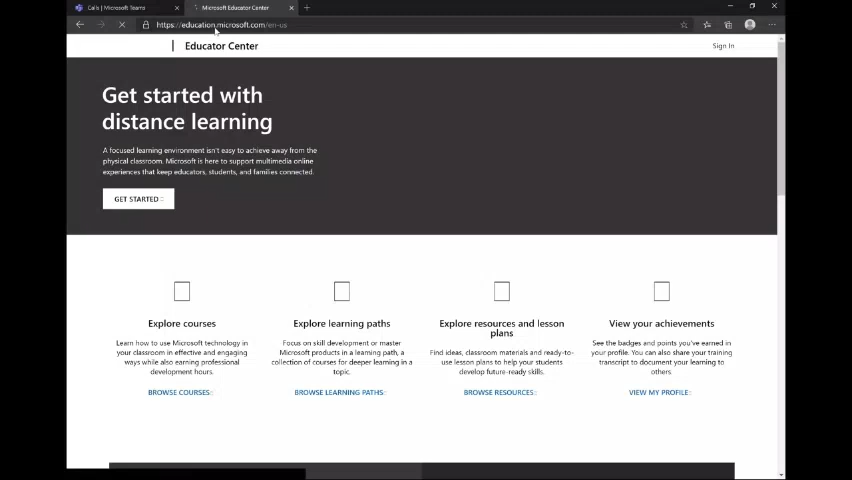 Calls | Microsoft Teams
Microsoft Educator Center
https://education.microsoft.com/en-us
Educator Center
Sign In
Get started with
distance learning
A focused learning environment isn't easy to achieve away from the
physical classroom. Microsoft is here to support multimedia online
experiences that keep educators, students, and families connected.
GET STARTED
Explore courses
Learn how to use Microsoft technology in
your classroom in effective and engaging
ways while also earning professional
development hours.
BROWSE COURSES
Explore learning paths
Focus on skill development or master
Microsoft products in a learning path, a
collection of courses for deeper learning in a
topic.
BROWSE LEARNING PATHS
Explore resources and lesson
plans
Find ideas, classroom materials and ready-to-
use lesson plans to help your students
develop future-ready skills.
BROWSE RESOURCES
View your achievements
See the badges and points you've earned in
your profile. You can also share your training
transcript to document your learning to
others.
VIEW MY PROFILE